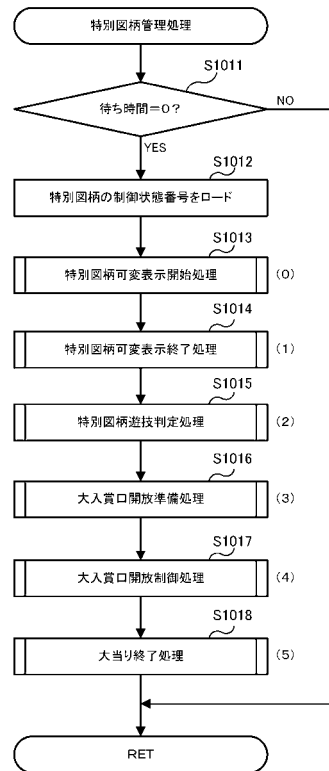 特別図柄管理処理
S1011
待ち時間=0?
NO
YES
S1012
特別図柄の制御状態番号をロード
S1013
特別図柄可変表示開始処理
(0)
S1014
特別図柄可変表示終了処理
(1)
S1015
特別図柄遊技判定処理
(2)
S1016
大入賞口開放準備処理
(3)
S1017
大入賞口開放制御処理
(4)
S1018
大当り終了処理
(5)
RET